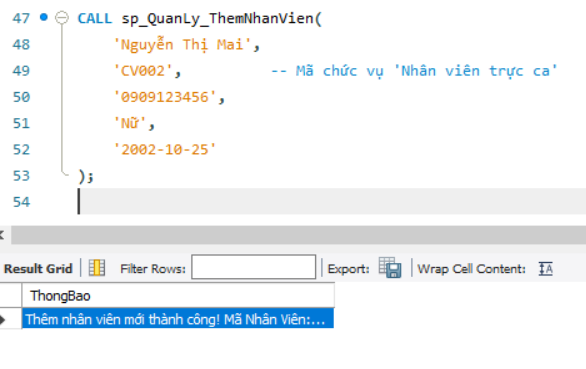 47 CALL sp_QuanLy_ThemNhanVien(
48 'Nguyễn Thị Mai',
49 'CV002', -- Mã chức vụ 'Nhân viên trực ca'
50 '0909123456',
51 'Nữ',
52 '2002-10-25'
53 );
54
Result Grid Filter Rows: Export: Wrap Cell Content: IA
ThongBao
Thêm nhân viên mới thành công! Mã Nhân Viên:...